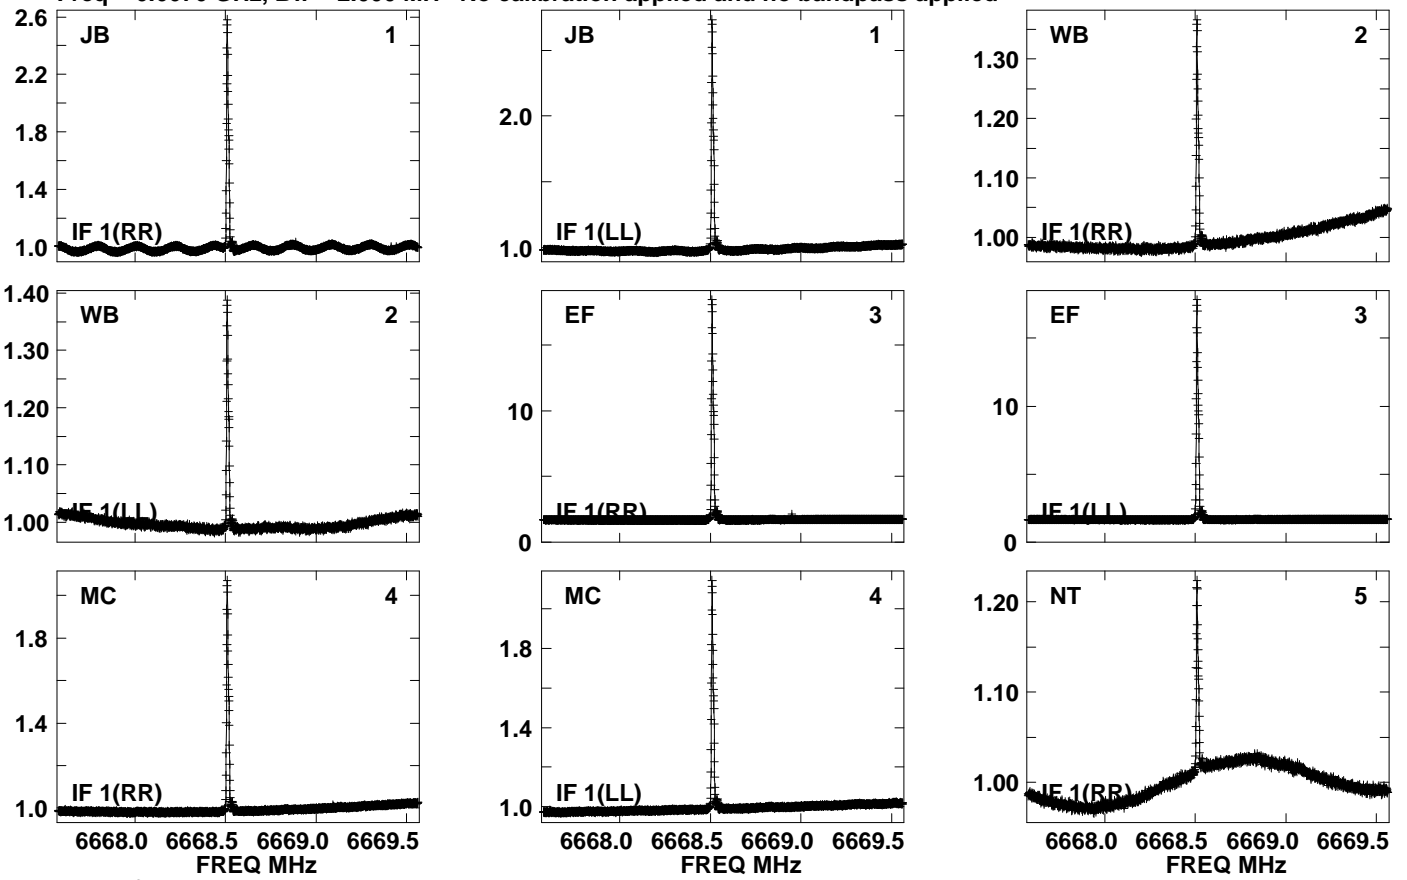 JB 1
2.6
2.2
1.8
1.4
1.0
IF 1(RR)
JB 1
2.0
1.0
IF 1(LL)
WB 2
1.30
1.20
1.10
1.00
IF 1(RR)
WB 2
1.40
1.30
1.20
1.10
1.00
IF 1(LL)
EF 3
10
0
IF 1(RR)
EF 3
10
0
IF 1(LL)
MC 4
1.8
1.4
1.0
IF 1(RR)
6668.0 6668.5 6669.0 6669.5
FREQ MHz
MC 4
1.8
1.4
1.0
IF 1(LL)
6668.0 6668.5 6669.0 6669.5
FREQ MHz
NT 5
1.20
1.10
1.00
IF 1(RR)
6668.0 6668.5 6669.0 6669.5
FREQ MHz